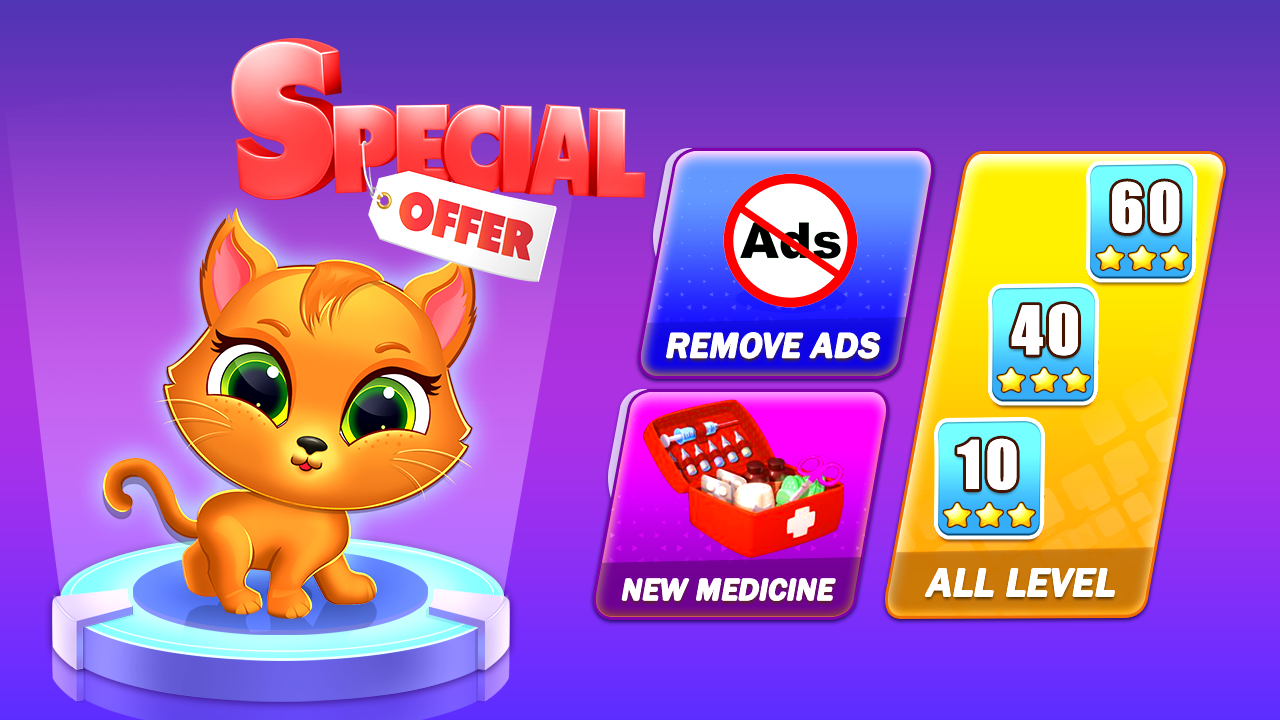 SPECIAL
OFFER
Ads
REMOVE ADS
NEW MEDICINE
60
40
10
ALL LEVEL